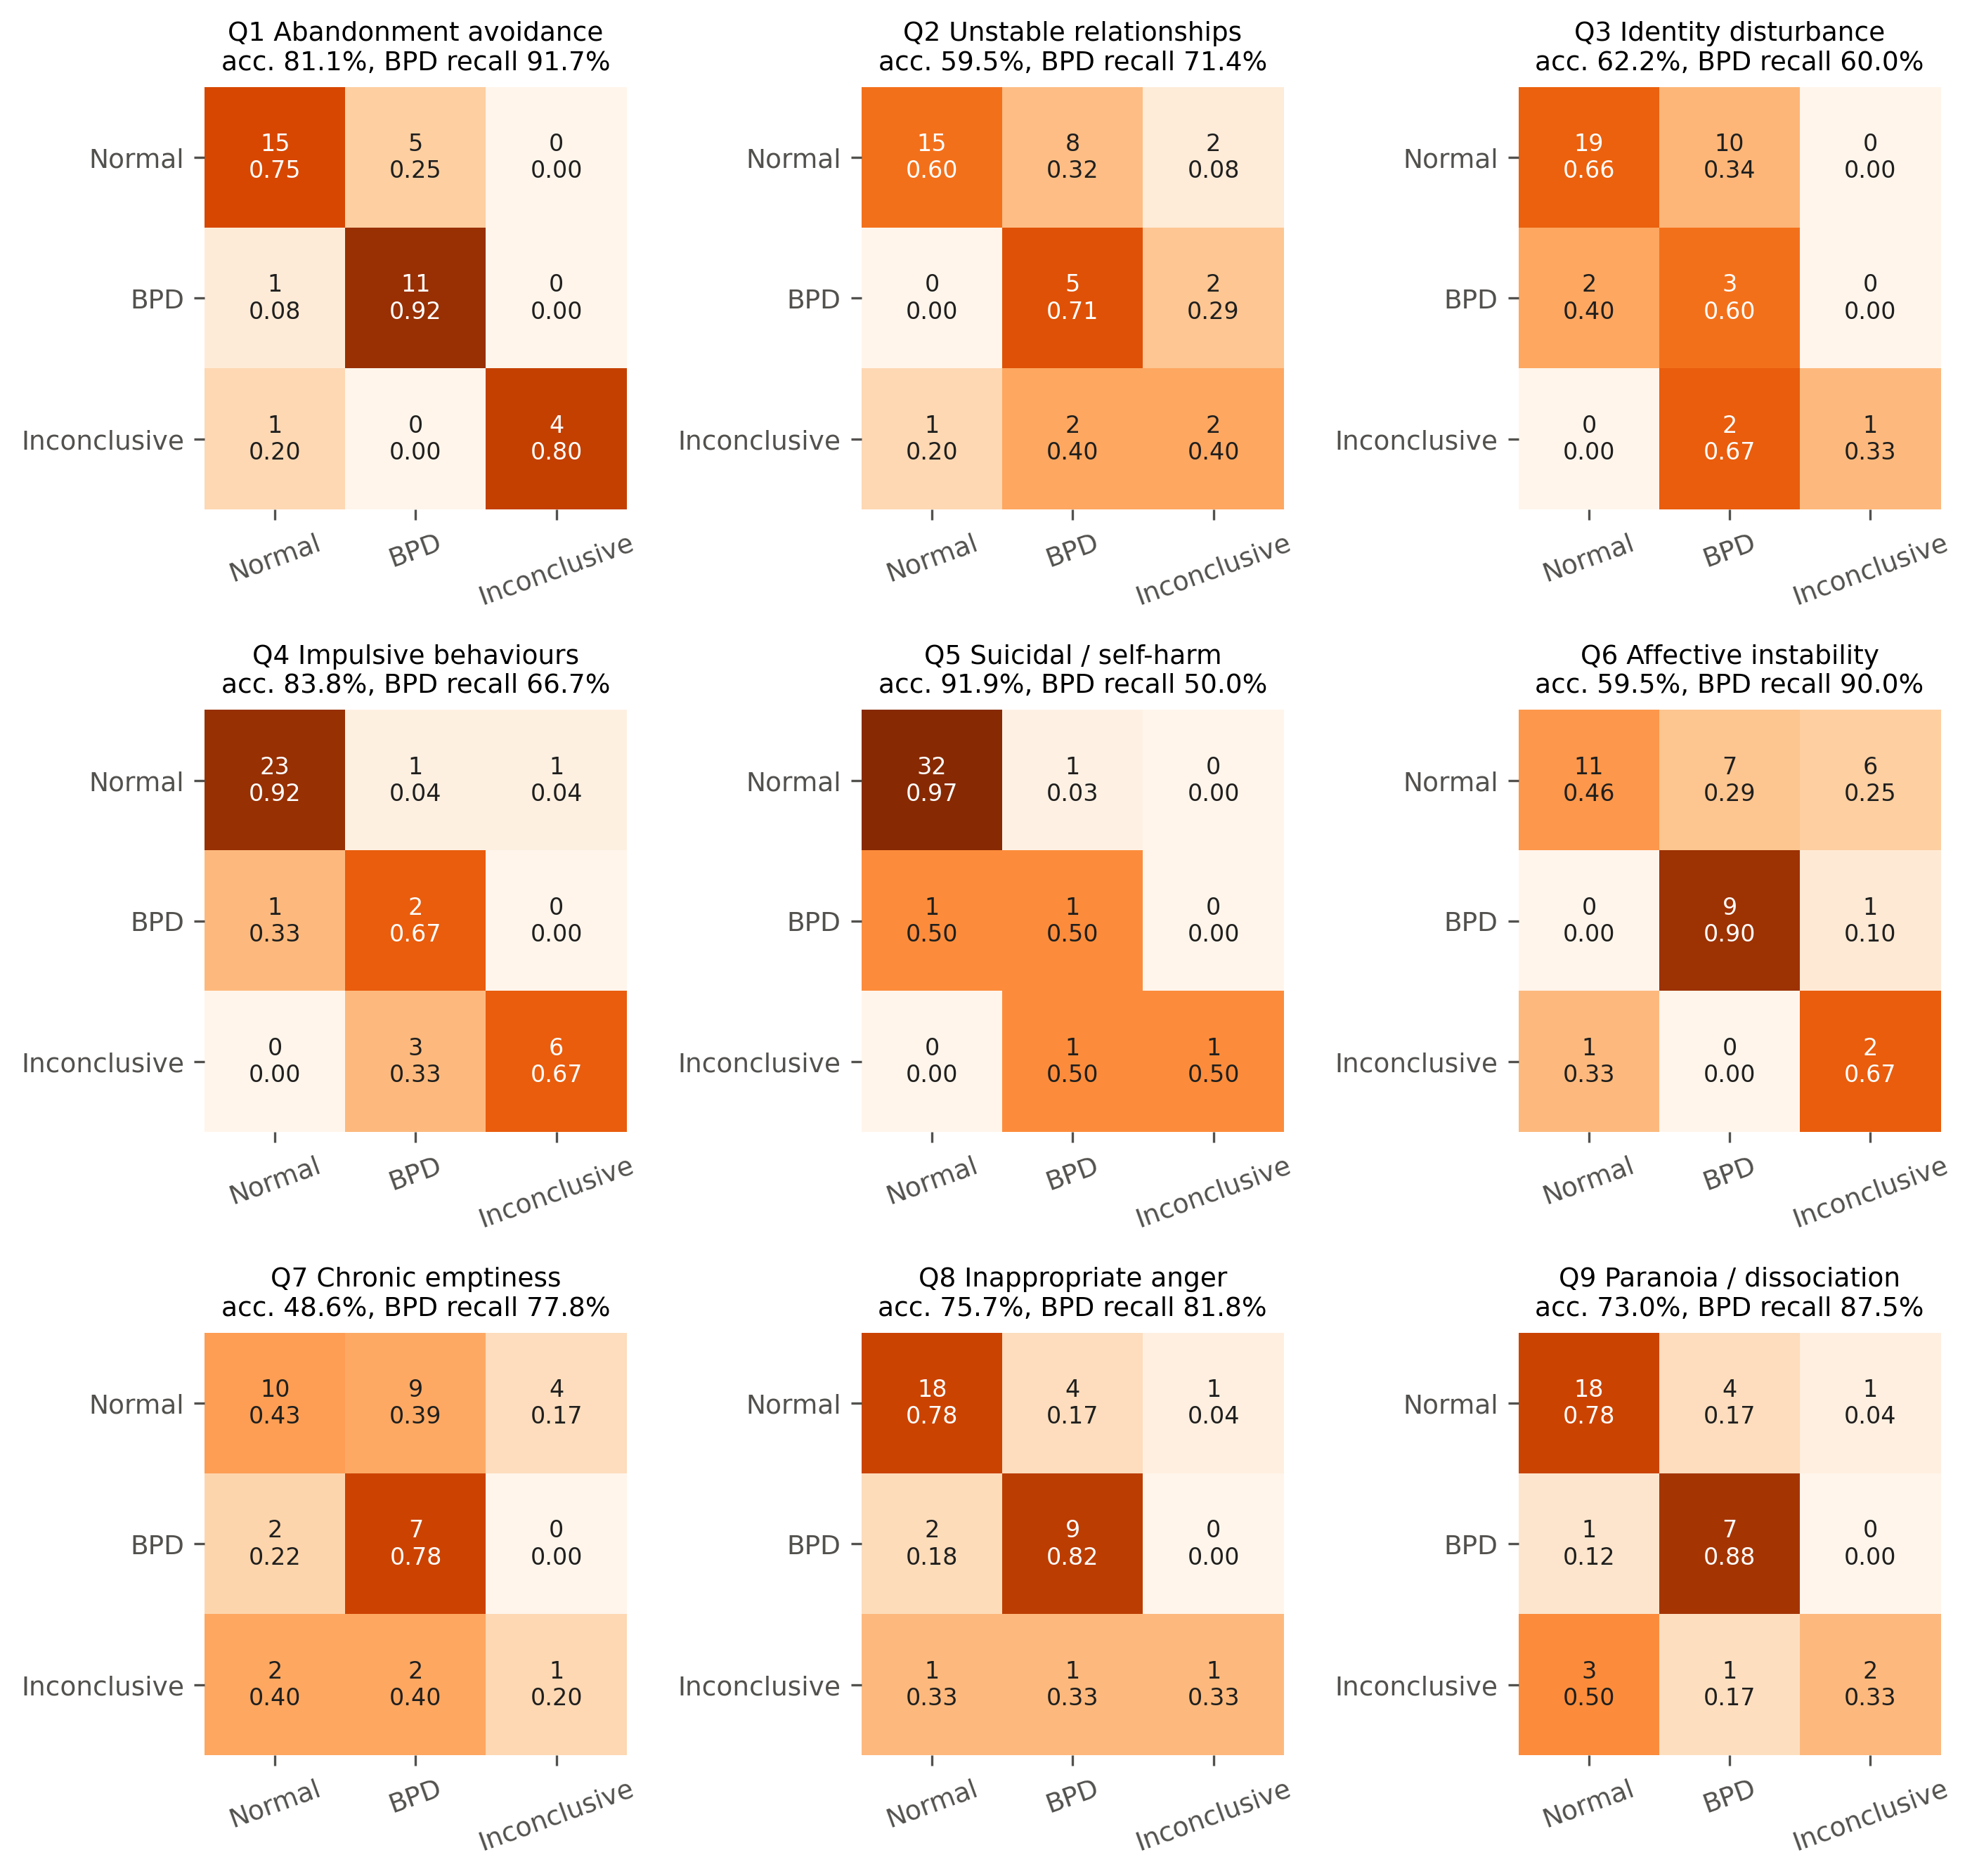 Q1 Abandonment avoidance
acc. 81.1%, BPD recall 91.7%
Normal
15 5 0
0.75 0.25 0.00
BPD
1 11 0
0.08 0.92 0.00
Inconclusive
1 0 4
0.20 0.00 0.80
Normal BPD Inconclusive
Q2 Unstable relationships
acc. 59.5%, BPD recall 71.4%
Normal
15 8 2
0.60 0.32 0.08
BPD
0 5 2
0.00 0.71 0.29
Inconclusive
1 2 2
0.20 0.40 0.40
Normal BPD Inconclusive
Q3 Identity disturbance
acc. 62.2%, BPD recall 60.0%
Normal
19 10 0
0.66 0.34 0.00
BPD
2 3 0
0.40 0.60 0.00
Inconclusive
0 2 1
0.00 0.67 0.33
Normal BPD Inconclusive
Q4 Impulsive behaviours
acc. 83.8%, BPD recall 66.7%
Normal
23 1 1
0.92 0.04 0.04
BPD
1 2 0
0.33 0.67 0.00
Inconclusive
0 3 6
0.00 0.33 0.67
Normal BPD Inconclusive
Q5 Suicidal / self-harm
acc. 91.9%, BPD recall 50.0%
Normal
32 1 0
0.97 0.03 0.00
BPD
1 1 0
0.50 0.50 0.00
Inconclusive
0 1 1
0.00 0.50 0.50
Normal BPD Inconclusive
Q6 Affective instability
acc. 59.5%, BPD recall 90.0%
Normal
11 7 6
0.46 0.29 0.25
BPD
0 9 1
0.00 0.90 0.10
Inconclusive
1 0 2
0.33 0.00 0.67
Normal BPD Inconclusive
Q7 Chronic emptiness
acc. 48.6%, BPD recall 77.8%
Normal
10 9 4
0.43 0.39 0.17
BPD
2 7 0
0.22 0.78 0.00
Inconclusive
2 2 1
0.40 0.40 0.20
Normal BPD Inconclusive
Q8 Inappropriate anger
acc. 75.7%, BPD recall 81.8%
Normal
18 4 1
0.78 0.17 0.04
BPD
2 9 0
0.18 0.82 0.00
Inconclusive
1 1 1
0.33 0.33 0.33
Normal BPD Inconclusive
Q9 Paranoia / dissociation
acc. 73.0%, BPD recall 87.5%
Normal
18 4 1
0.78 0.17 0.04
BPD
1 7 0
0.12 0.88 0.00
Inconclusive
3 1 2
0.50 0.17 0.33
Normal BPD Inconclusive